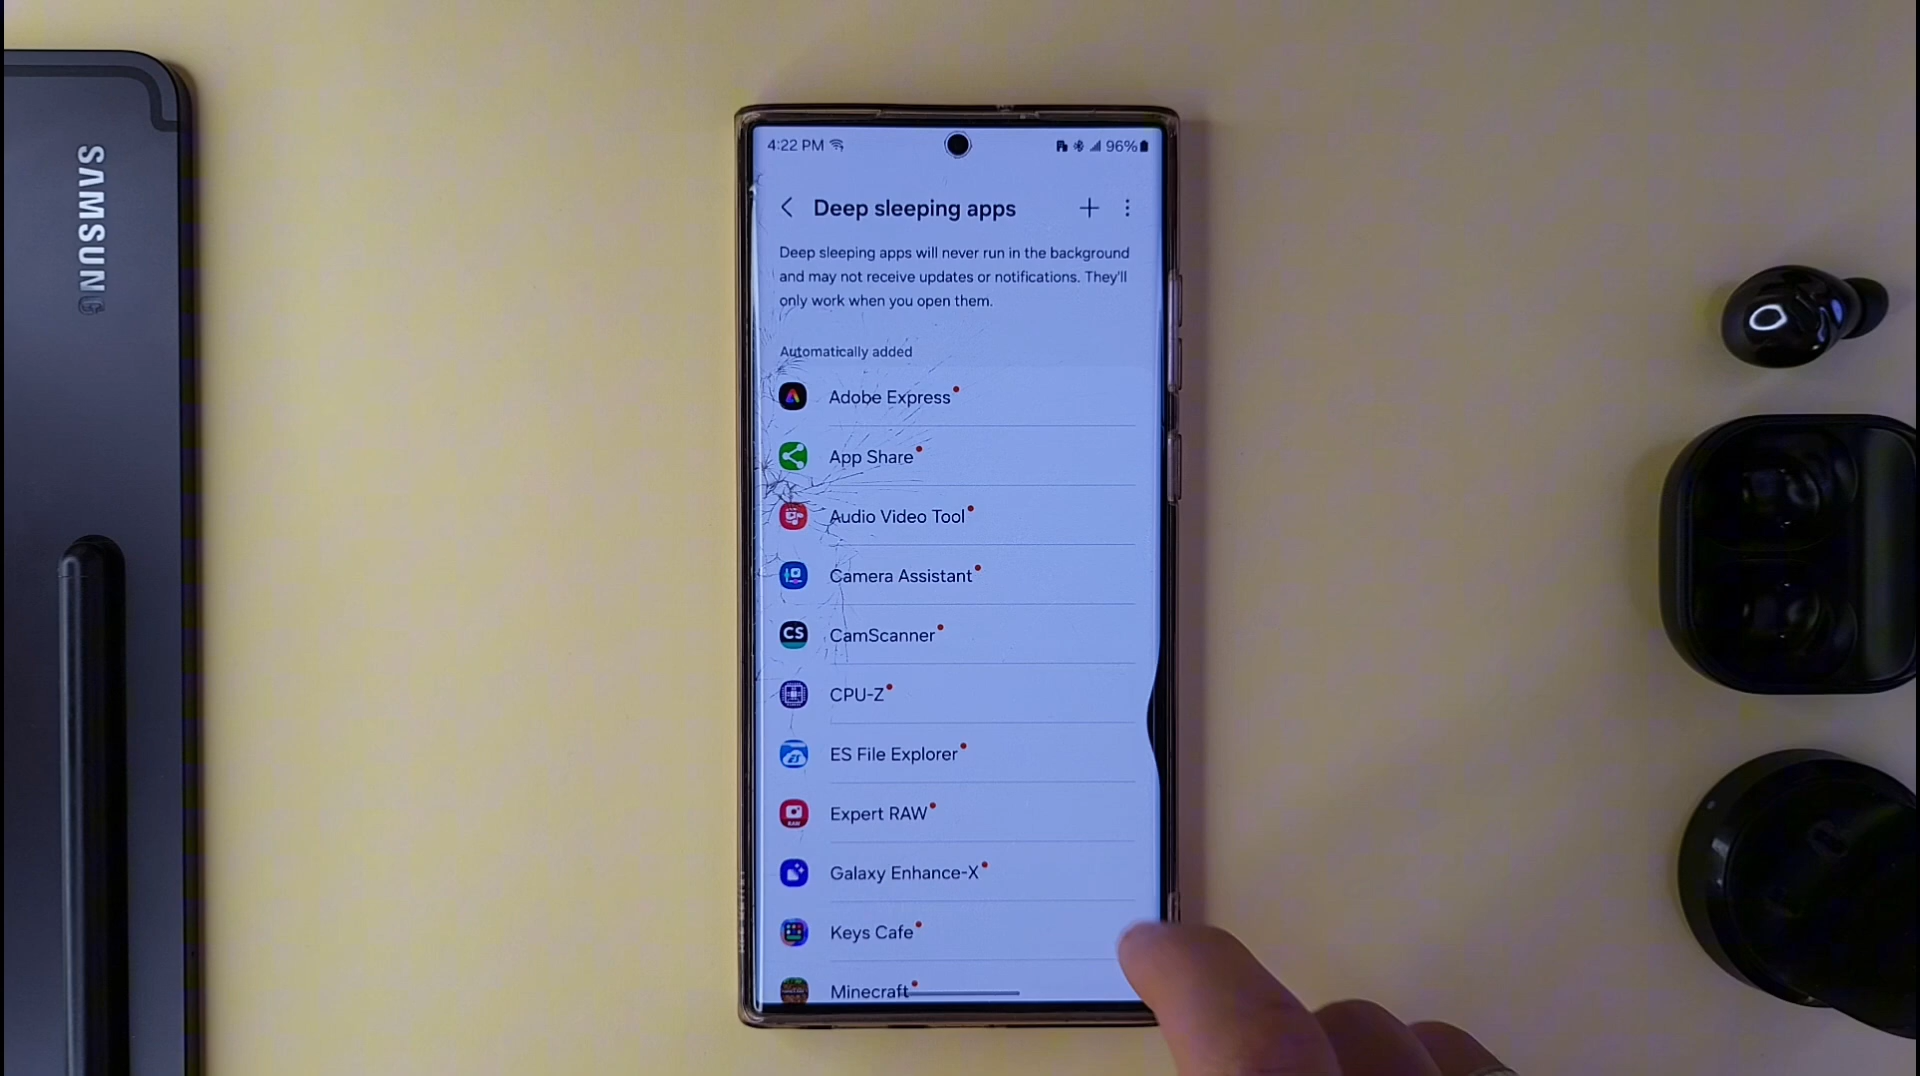 SAMSUNG
4:22 PM
96%
Deep sleeping apps
Deep sleeping apps will never run in the background
and may not receive updates or notifications. They'll
only work when you open them.
Automatically added
Adobe Express
App Share
Audio Video Tool
Camera Assistant
CS
CamScanner
CPU-Z
ES File Explorer
RAW
Expert RAW
Galaxy Enhance-X
Keys Cafe
Minecraft